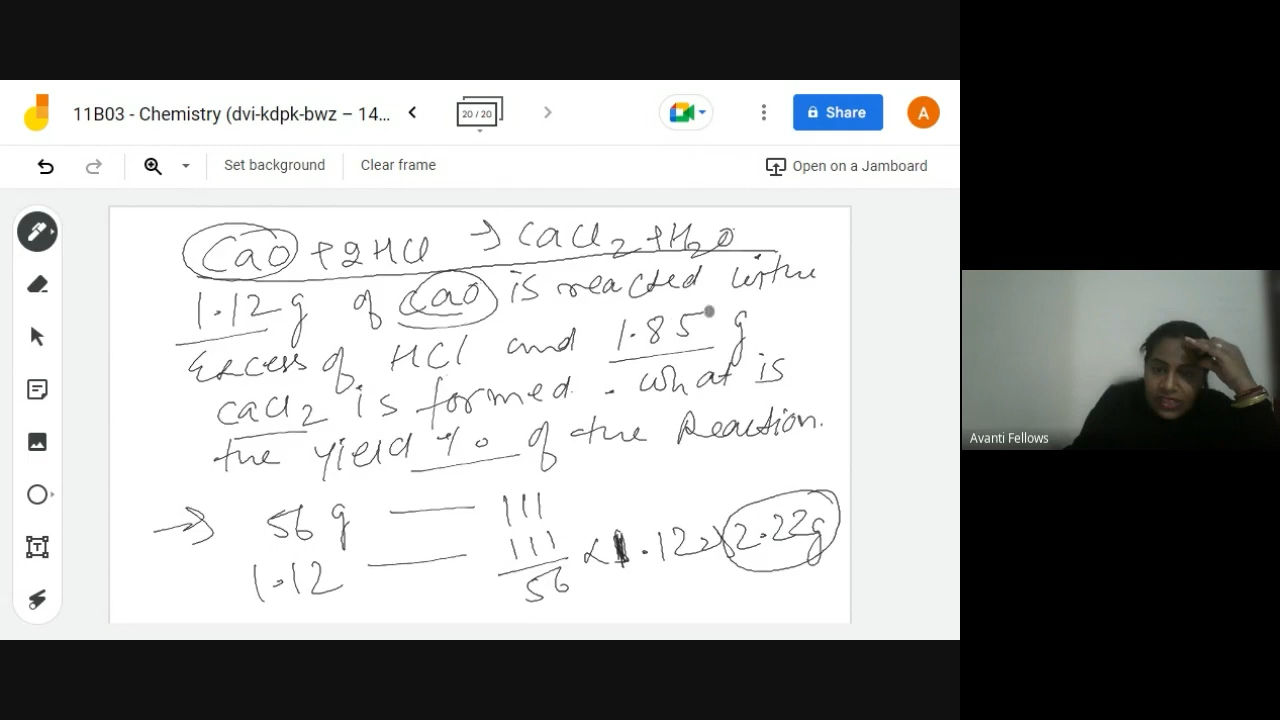 11B03 - Chemistry (dvi-kdpk-bwz – 14...
20 / 20
Share
A
Set background
Clear frame
Open on a Jamboard
CaO + 2HCl → CaCl2 + H2O
1.12g of CaO is reacted with
Excess of HCl and 1.85 g
CaCl2 is formed. What is
the yield % of the Reaction.
→ 56 g — 111
1.12 — 111/56 × 1.12 = 2.22g
Avanti Fellows